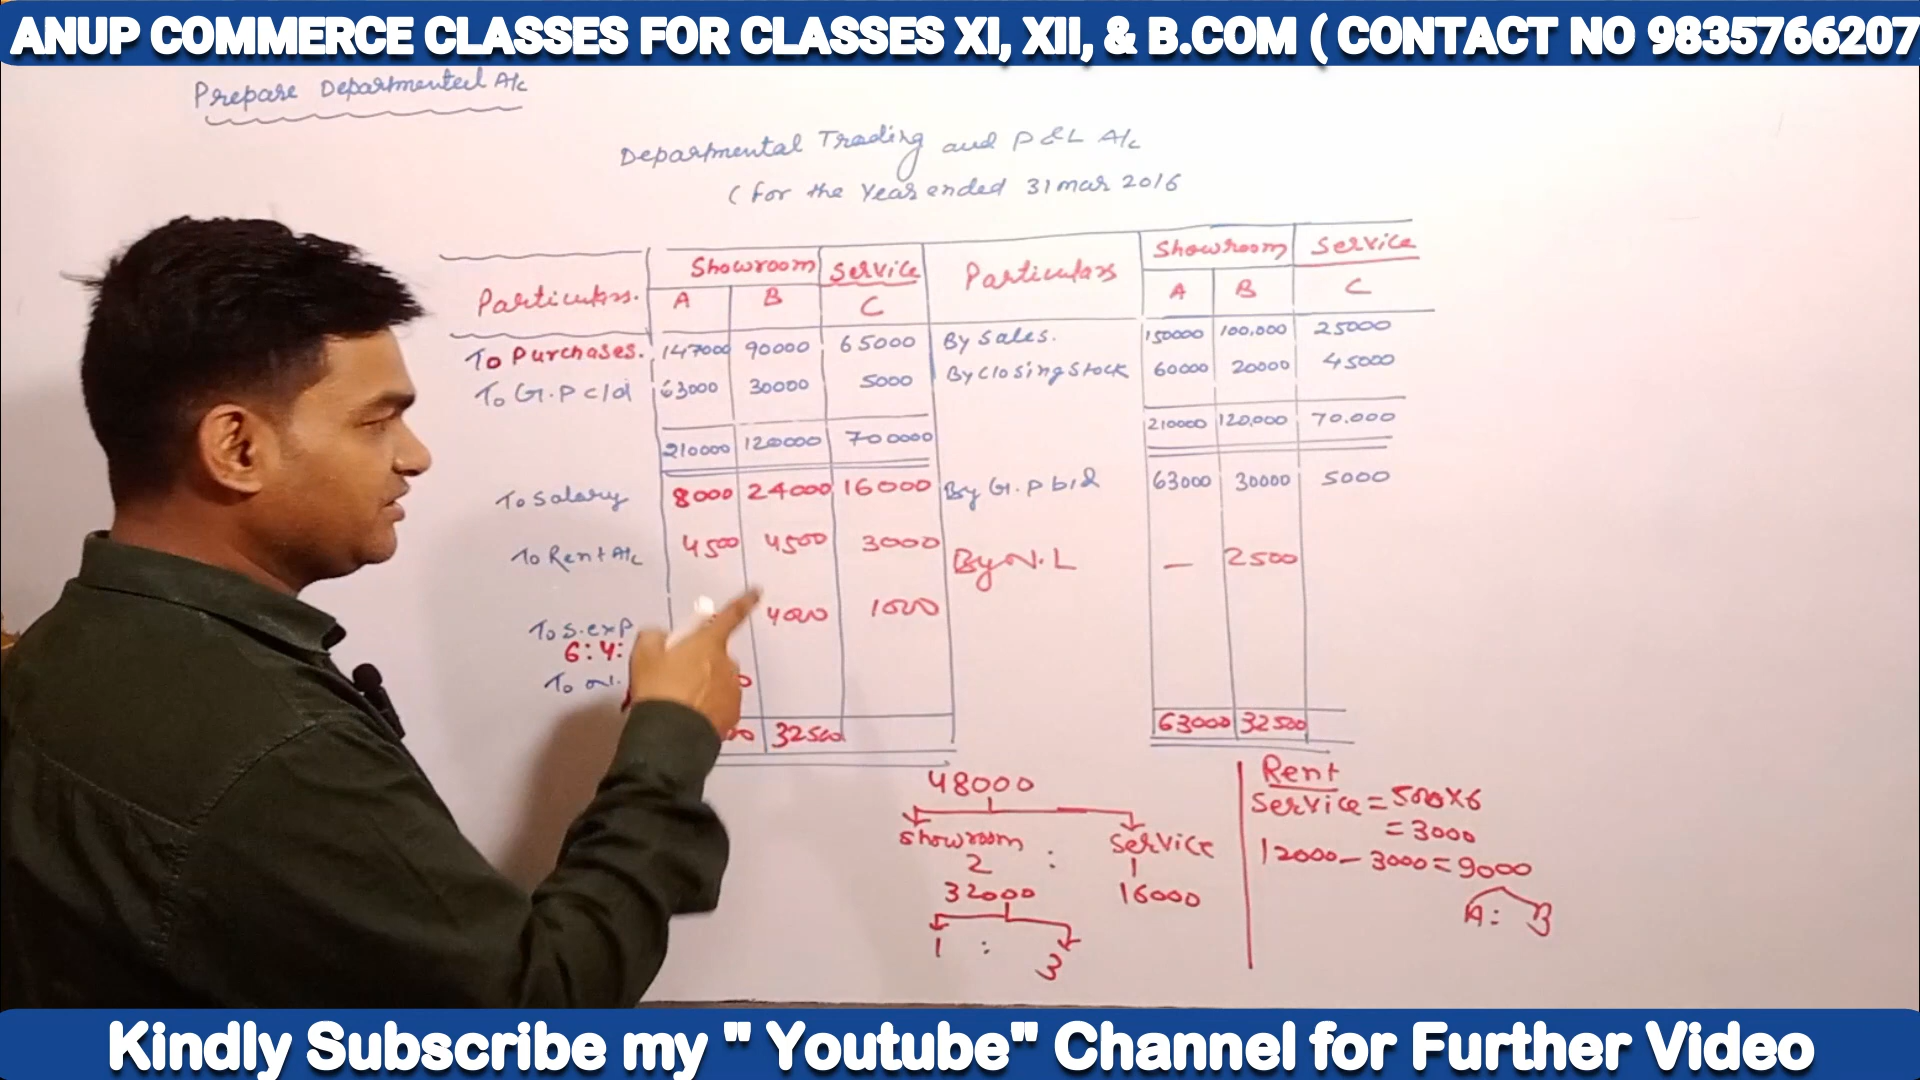 ANUP COMMERCE CLASSES FOR CLASSES XI, XII, & B.COM ( CONTACT NO 9835766207
Prepare Departmental A/c
Departmental Trading and P&L A/c
(for the Year ended 31 mar 2016
Particulars. Showroom Service Particulars Showroom Service
A B C A B C
To Purchases. 147000 90000 65000 By Sales. 150000 100,000 25000
To G.P c/d 63000 30000 5000 By Closing Stock 60000 20000 45000
210000 120000 700000 210000 120,000 70.000
To Salary 8000 24000 16000 By G.P b/d 63000 30000 5000
To Rent A/c 4500 4500 3000 By N.L — 2500
To S.exp 4000 1000
6:4:
To
32500 63000 32500
48000
Showroom : Service
2 1
32000 16000
1 : 3
Rent
Service = 500×6
= 3000
12000 - 3000 = 9000
A : B
Kindly Subscribe my " Youtube" Channel for Further Video